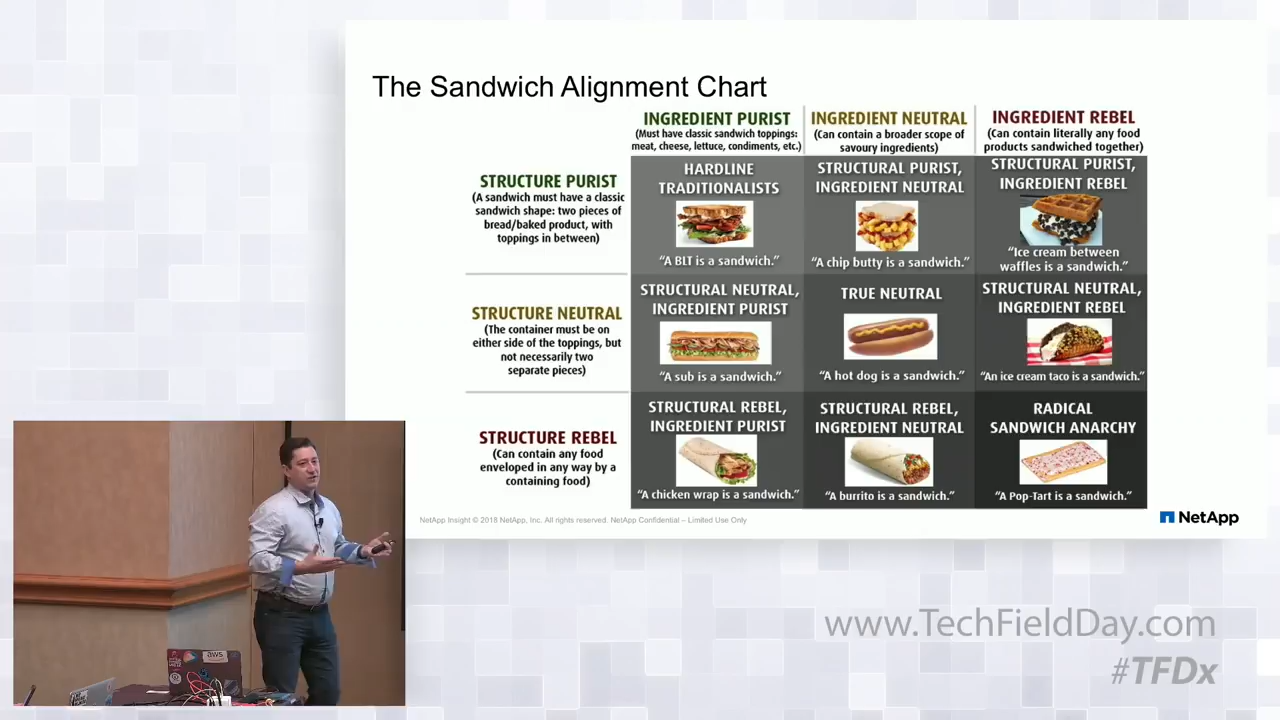 The Sandwich Alignment Chart
INGREDIENT PURIST
(Must have classic sandwich toppings:
meat, cheese, lettuce, condiments, etc.)
INGREDIENT NEUTRAL
(Can contain a broader scope of
savoury ingredients)
INGREDIENT REBEL
(Can contain literally any food
products sandwiched together)
STRUCTURE PURIST
(A sandwich must have a classic
sandwich shape: two pieces of
bread/baked product, with
toppings in between)
HARDLINE
TRADITIONALISTS
"A BLT is a sandwich."
STRUCTURAL PURIST,
INGREDIENT NEUTRAL
"A chip butty is a sandwich."
STRUCTURAL PURIST,
INGREDIENT REBEL
"Ice cream between
waffles is a sandwich."
STRUCTURE NEUTRAL
(The container must be on
either side of the toppings, but
not necessarily two
separate pieces)
STRUCTURAL NEUTRAL,
INGREDIENT PURIST
"A sub is a sandwich."
TRUE NEUTRAL
"A hot dog is a sandwich."
STRUCTURAL NEUTRAL,
INGREDIENT REBEL
"An ice cream taco is a sandwich."
STRUCTURE REBEL
(Can contain any food
enveloped in any way by a
containing food)
STRUCTURAL REBEL,
INGREDIENT PURIST
"A chicken wrap is a sandwich."
STRUCTURAL REBEL,
INGREDIENT NEUTRAL
"A burrito is a sandwich."
RADICAL
SANDWICH ANARCHY
"A Pop-Tart is a sandwich."
NetApp Insight © 2018 NetApp, Inc. All rights reserved. NetApp Confidential – Limited Use Only
NetApp
aws
www.TechFieldDay.com
#TFDx